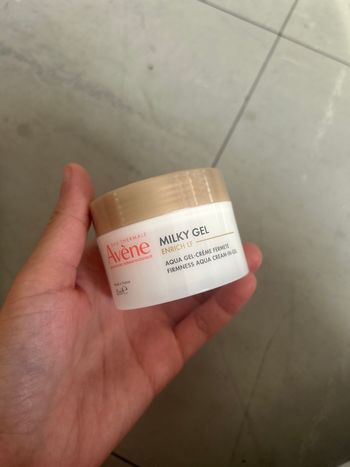 EAU THERMALE
Avène
MILKY GEL
ENRICH LF
AQUA GEL-CRÈME FERMETÉ
FIRMNESS AQUA CREAM-IN-GEL